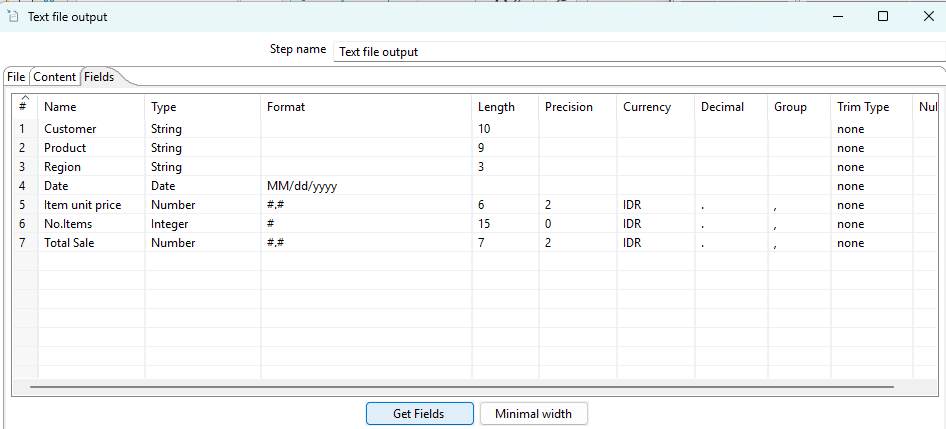 Text file output
Step name Text file output
File Content Fields
# Name Type Format Length Precision Currency Decimal Group Trim Type Nul
1 Customer String 10 none
2 Product String 9 none
3 Region String 3 none
4 Date Date MM/dd/yyyy none
5 Item unit price Number #.# 6 2 IDR . , none
6 No.Items Integer # 15 0 IDR . , none
7 Total Sale Number #.# 7 2 IDR . , none
Get Fields Minimal width